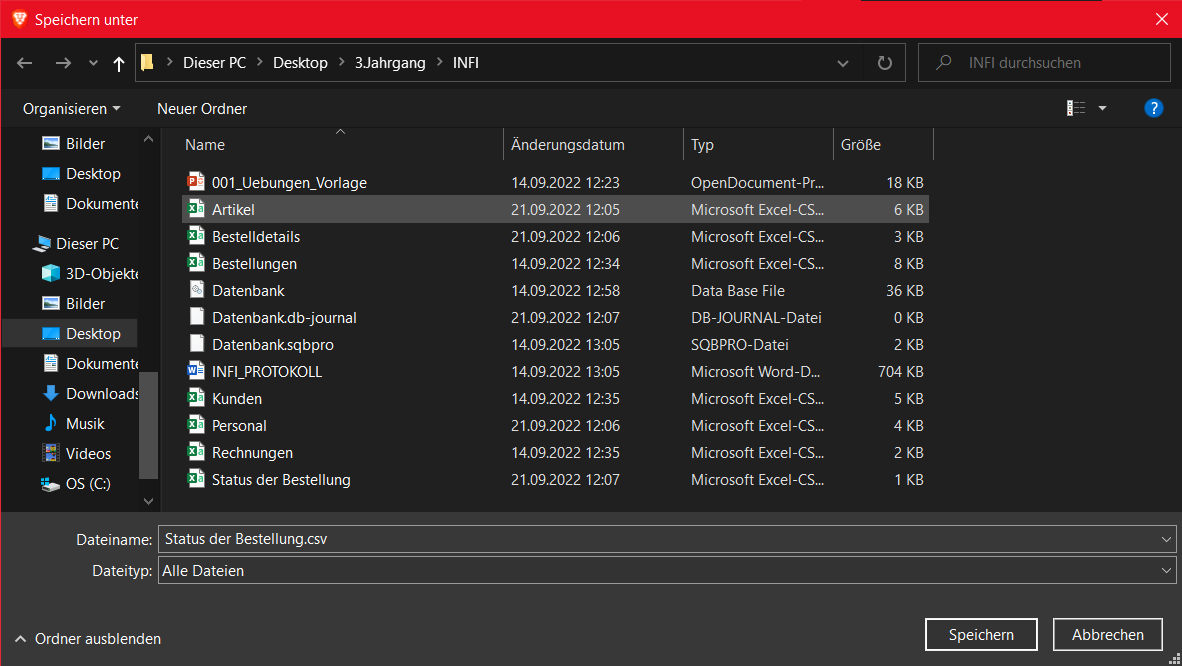 Speichern unter
Dieser PC > Desktop > 3.Jahrgang > INFI
INFI durchsuchen
Organisieren
Neuer Ordner
Bilder
Desktop
Dokumente
Dieser PC
3D-Objekte
Bilder
Desktop
Dokumente
Downloads
Musik
Videos
OS (C:)
Name Änderungsdatum Typ Größe
001_Uebungen_Vorlage 14.09.2022 12:23 OpenDocument-Pr... 18 KB
Artikel 21.09.2022 12:05 Microsoft Excel-CS... 6 KB
Bestelldetails 21.09.2022 12:06 Microsoft Excel-CS... 3 KB
Bestellungen 14.09.2022 12:34 Microsoft Excel-CS... 8 KB
Datenbank 14.09.2022 12:58 Data Base File 36 KB
Datenbank.db-journal 21.09.2022 12:07 DB-JOURNAL-Datei 0 KB
Datenbank.sqbpro 14.09.2022 13:05 SQBPRO-Datei 2 KB
INFI_PROTOKOLL 14.09.2022 13:05 Microsoft Word-D... 704 KB
Kunden 14.09.2022 12:35 Microsoft Excel-CS... 5 KB
Personal 21.09.2022 12:06 Microsoft Excel-CS... 4 KB
Rechnungen 14.09.2022 12:35 Microsoft Excel-CS... 2 KB
Status der Bestellung 21.09.2022 12:07 Microsoft Excel-CS... 1 KB
Dateiname: Status der Bestellung.csv
Dateityp: Alle Dateien
Ordner ausblenden
Speichern
Abbrechen